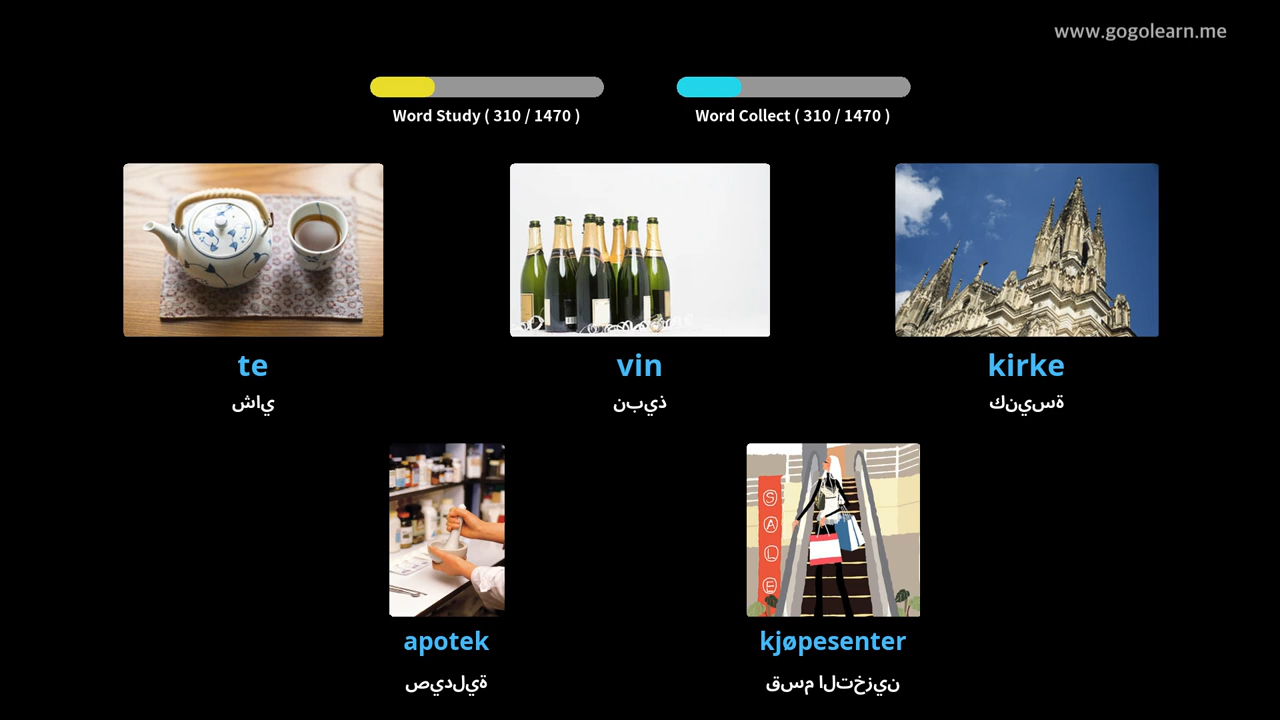 www.gogolearn.me
Word Study ( 310 / 1470 )
Word Collect ( 310 / 1470 )
te
vin
kirke
شاي
نبيذ
كنيسة
SALE
apotek
kjøpesenter
صيدلية
قسم التخزين